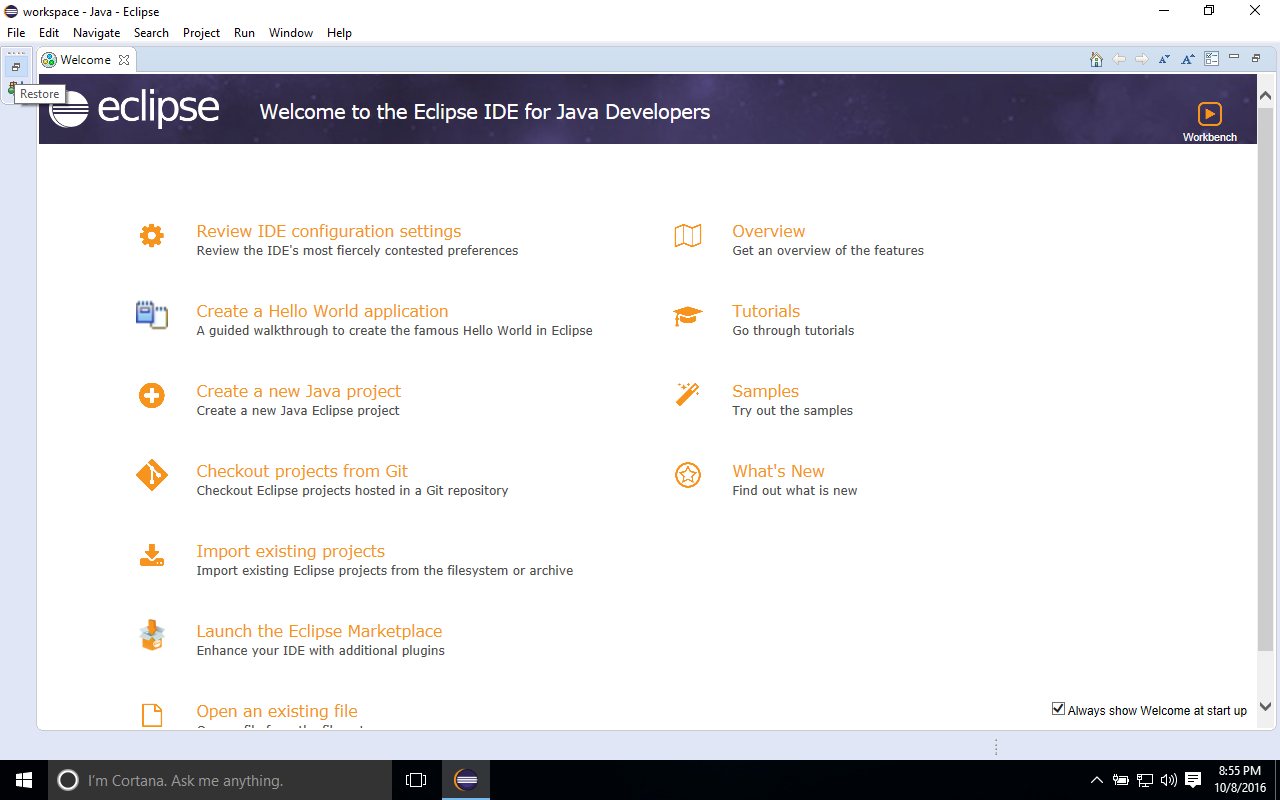 workspace - Java - Eclipse
File Edit Navigate Search Project Run Window Help
Welcome
Restore
eclipse
Welcome to the Eclipse IDE for Java Developers
Workbench
Review IDE configuration settings
Review the IDE's most fiercely contested preferences
Overview
Get an overview of the features
Create a Hello World application
A guided walkthrough to create the famous Hello World in Eclipse
Tutorials
Go through tutorials
Create a new Java project
Create a new Java Eclipse project
Samples
Try out the samples
Checkout projects from Git
Checkout Eclipse projects hosted in a Git repository
What's New
Find out what is new
Import existing projects
Import existing Eclipse projects from the filesystem or archive
Launch the Eclipse Marketplace
Enhance your IDE with additional plugins
Open an existing file
Always show Welcome at start up
I'm Cortana. Ask me anything.
8:55 PM
10/8/2016